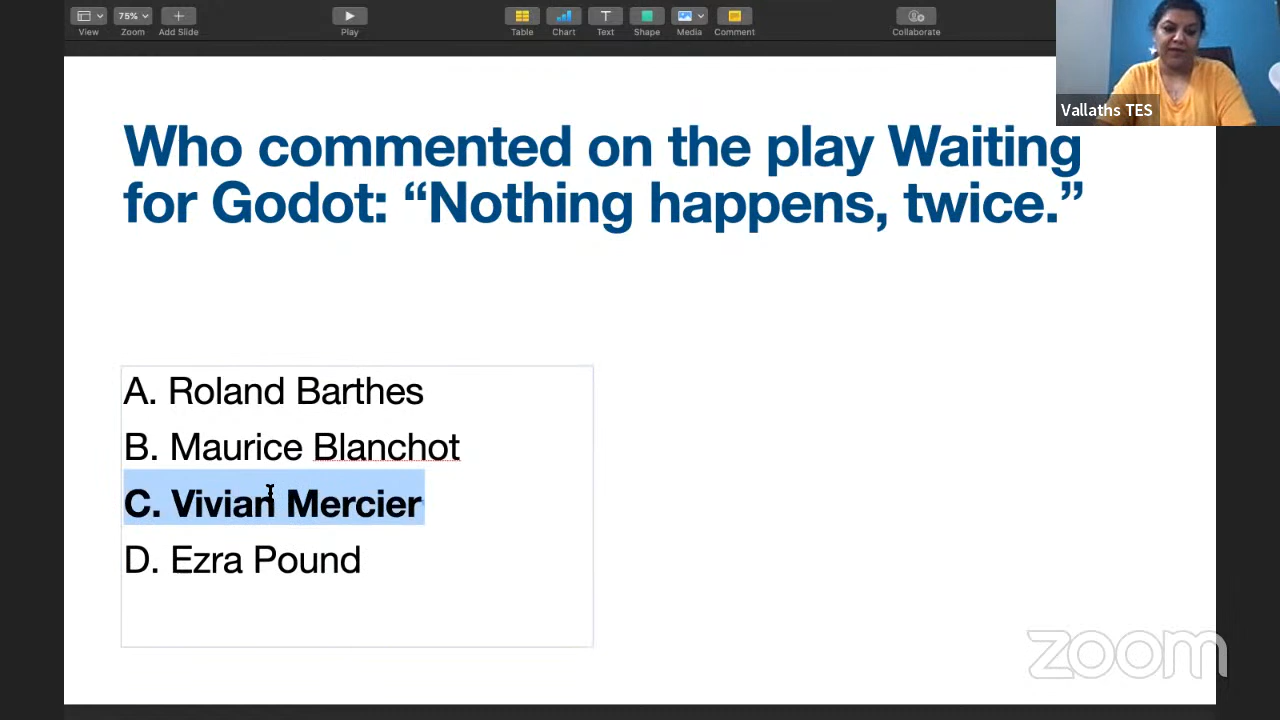 View
75%
Zoom
Add Slide
Play
Table
Chart
Text
Shape
Media
Comment
Collaborate
Vallaths TES
Who commented on the play Waiting
for Godot: “Nothing happens, twice.”
A. Roland Barthes
B. Maurice Blanchot
C. Vivian Mercier
D. Ezra Pound
zoom